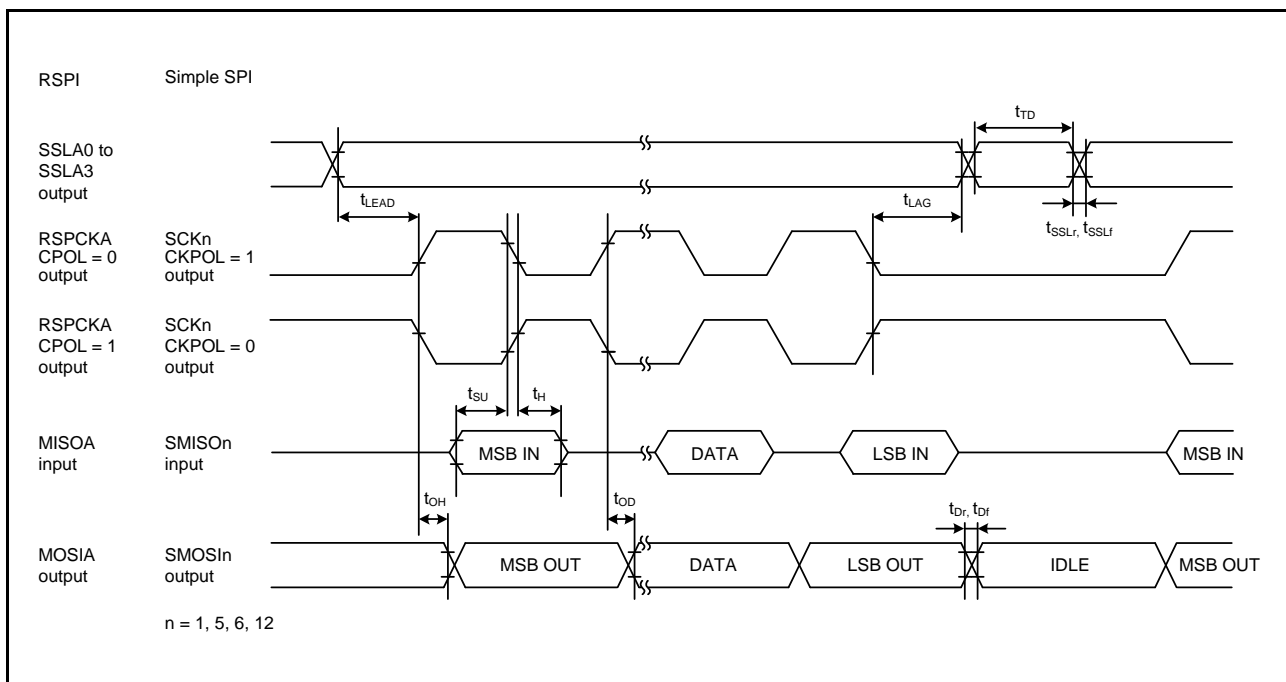 RSPI Simple SPI
tTD
SSLA0 to
SSLA3
output
tLEAD tLAG
tSSLr, tSSLf
RSPCKA SCKn
CPOL = 0 CKPOL = 1
output output
RSPCKA SCKn
CPOL = 1 CKPOL = 0
output output
tSU tH
MISOA SMISOn
input input
MSB IN DATA LSB IN MSB IN
tOH tOD tDr, tDf
MOSIA SMOSIn
output output
MSB OUT DATA LSB OUT IDLE MSB OUT
n = 1, 5, 6, 12